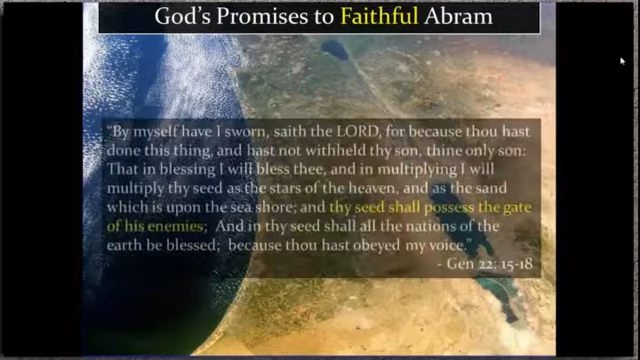 God's Promises to Faithful Abram
“By myself have I sworn, saith the LORD, for because thou hast
done this thing, and hast not withheld thy son, thine only son:
That in blessing I will bless thee, and in multiplying I will
multiply thy seed as the stars of the heaven, and as the sand
which is upon the sea shore; and thy seed shall possess the gate
of his enemies;  And in thy seed shall all the nations of the
earth be blessed;  because thou hast obeyed my voice.”
- Gen 22: 15-18